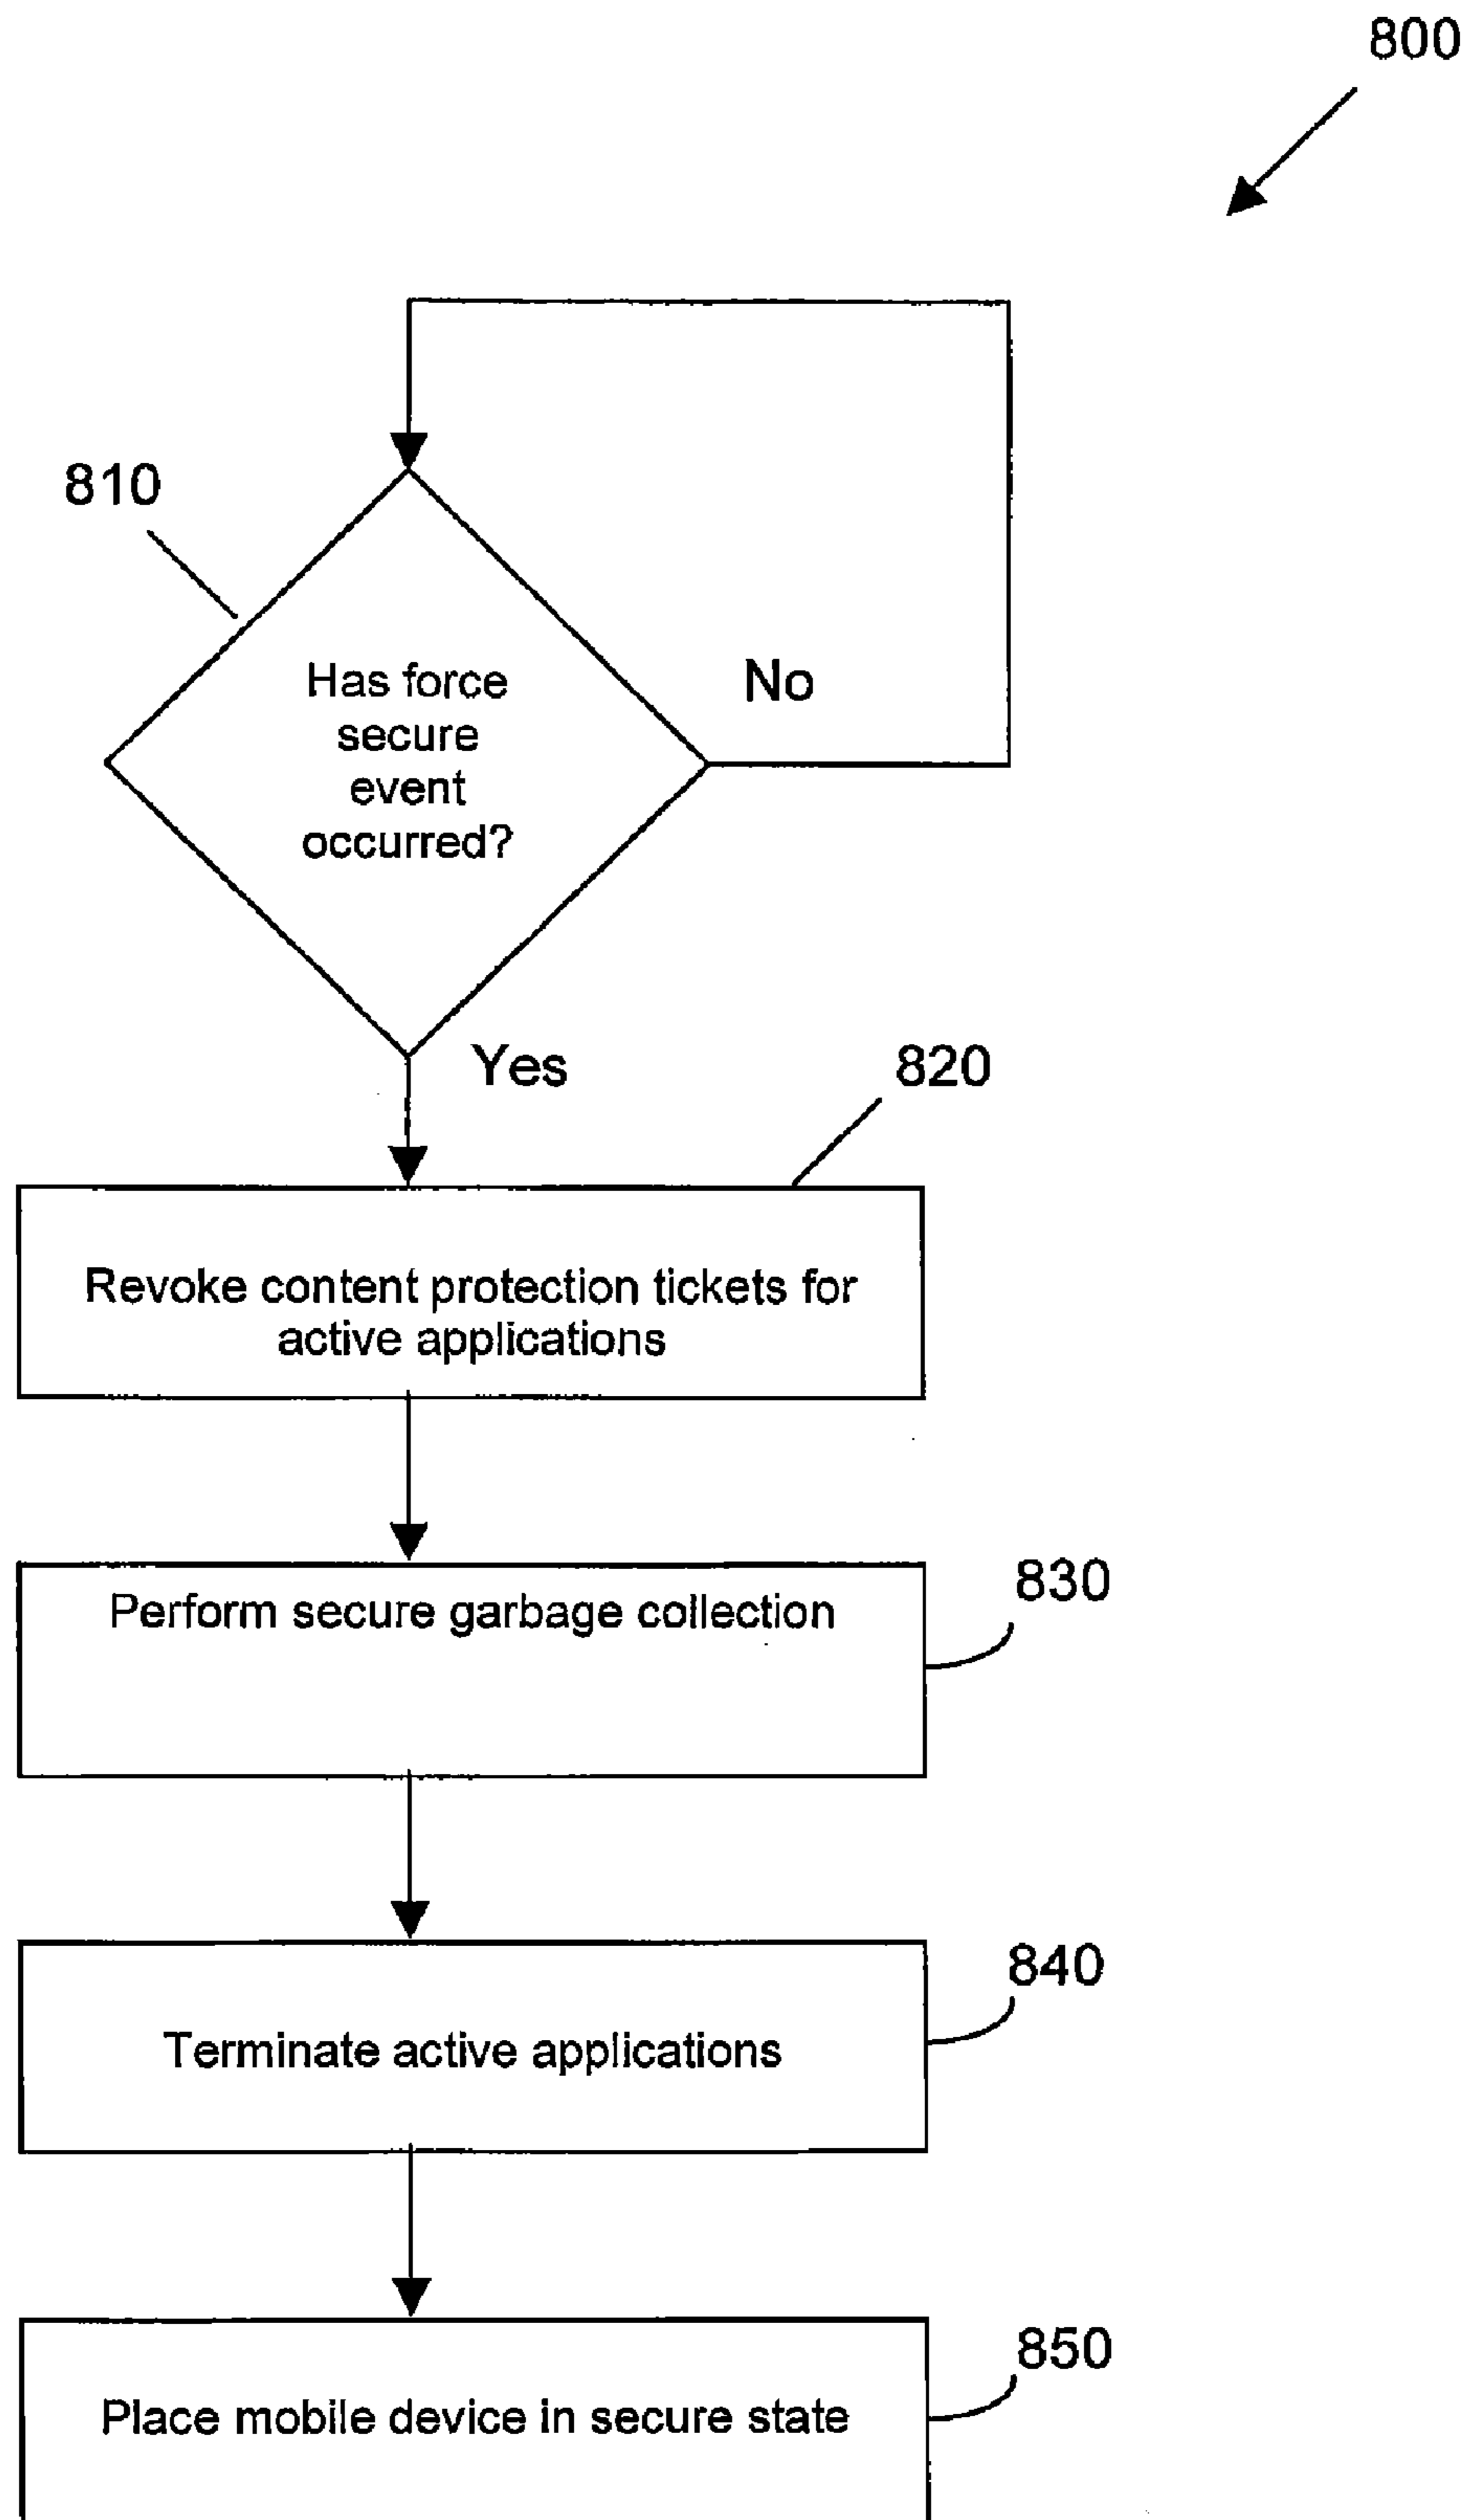 800
810
Has force
secure
event
occurred?
No
Yes
820
Revoke content protection tickets for
active applications
830
Perform secure garbage collection
840
Terminate active applications
850
Place mobile device in secure state